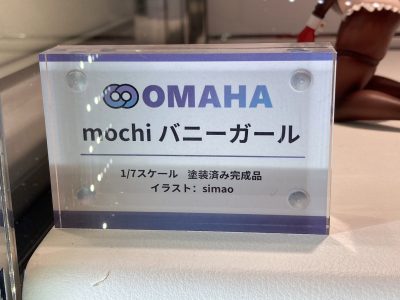 OMAHA
mochi バニーガール
1/7スケール 塗装済み完成品
イラスト: simao